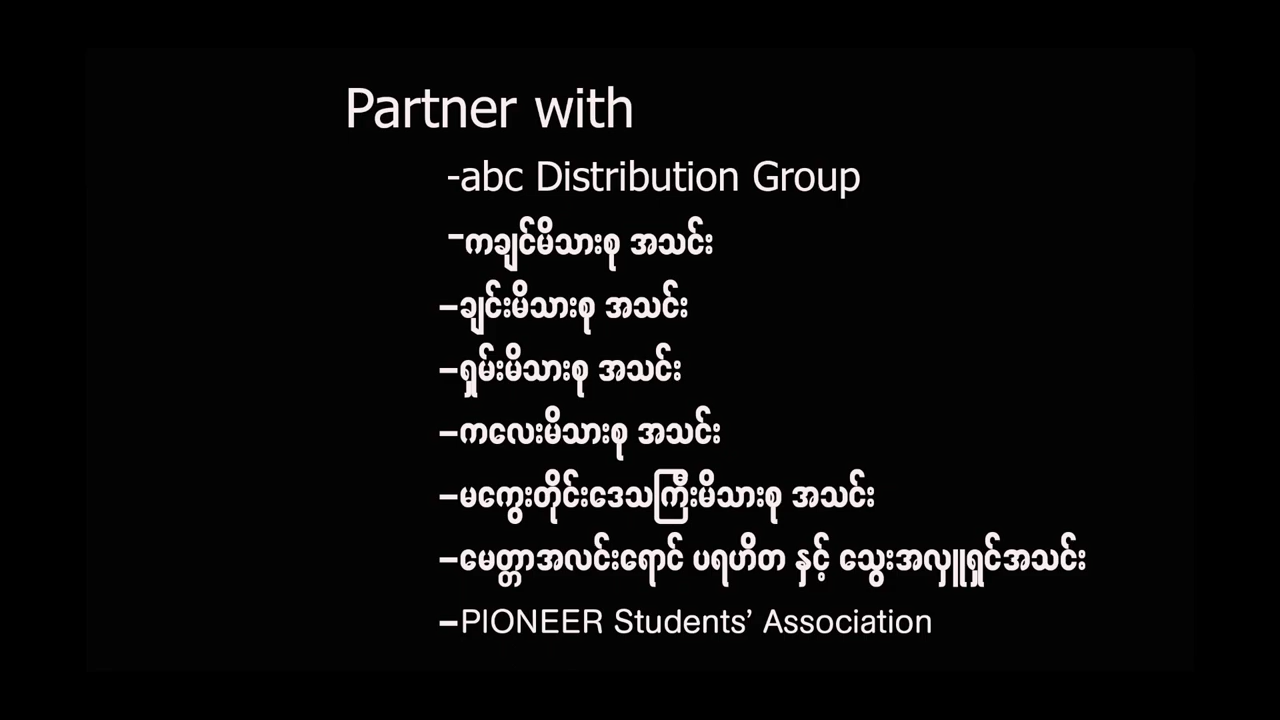 Partner with
-abc Distribution Group
-ကချင်မိသားစု အသင်း
-ချင်းမိသားစု အသင်း
-ရှမ်းမိသားစု အသင်း
-ကလေးမိသားစု အသင်း
-မကွေးတိုင်းဒေသကြီးမိသားစု အသင်း
-မေတ္တာအလင်းရောင် ပရဟိတ နှင့် သွေးအလှူရှင်အသင်း
-PIONEER Students’ Association